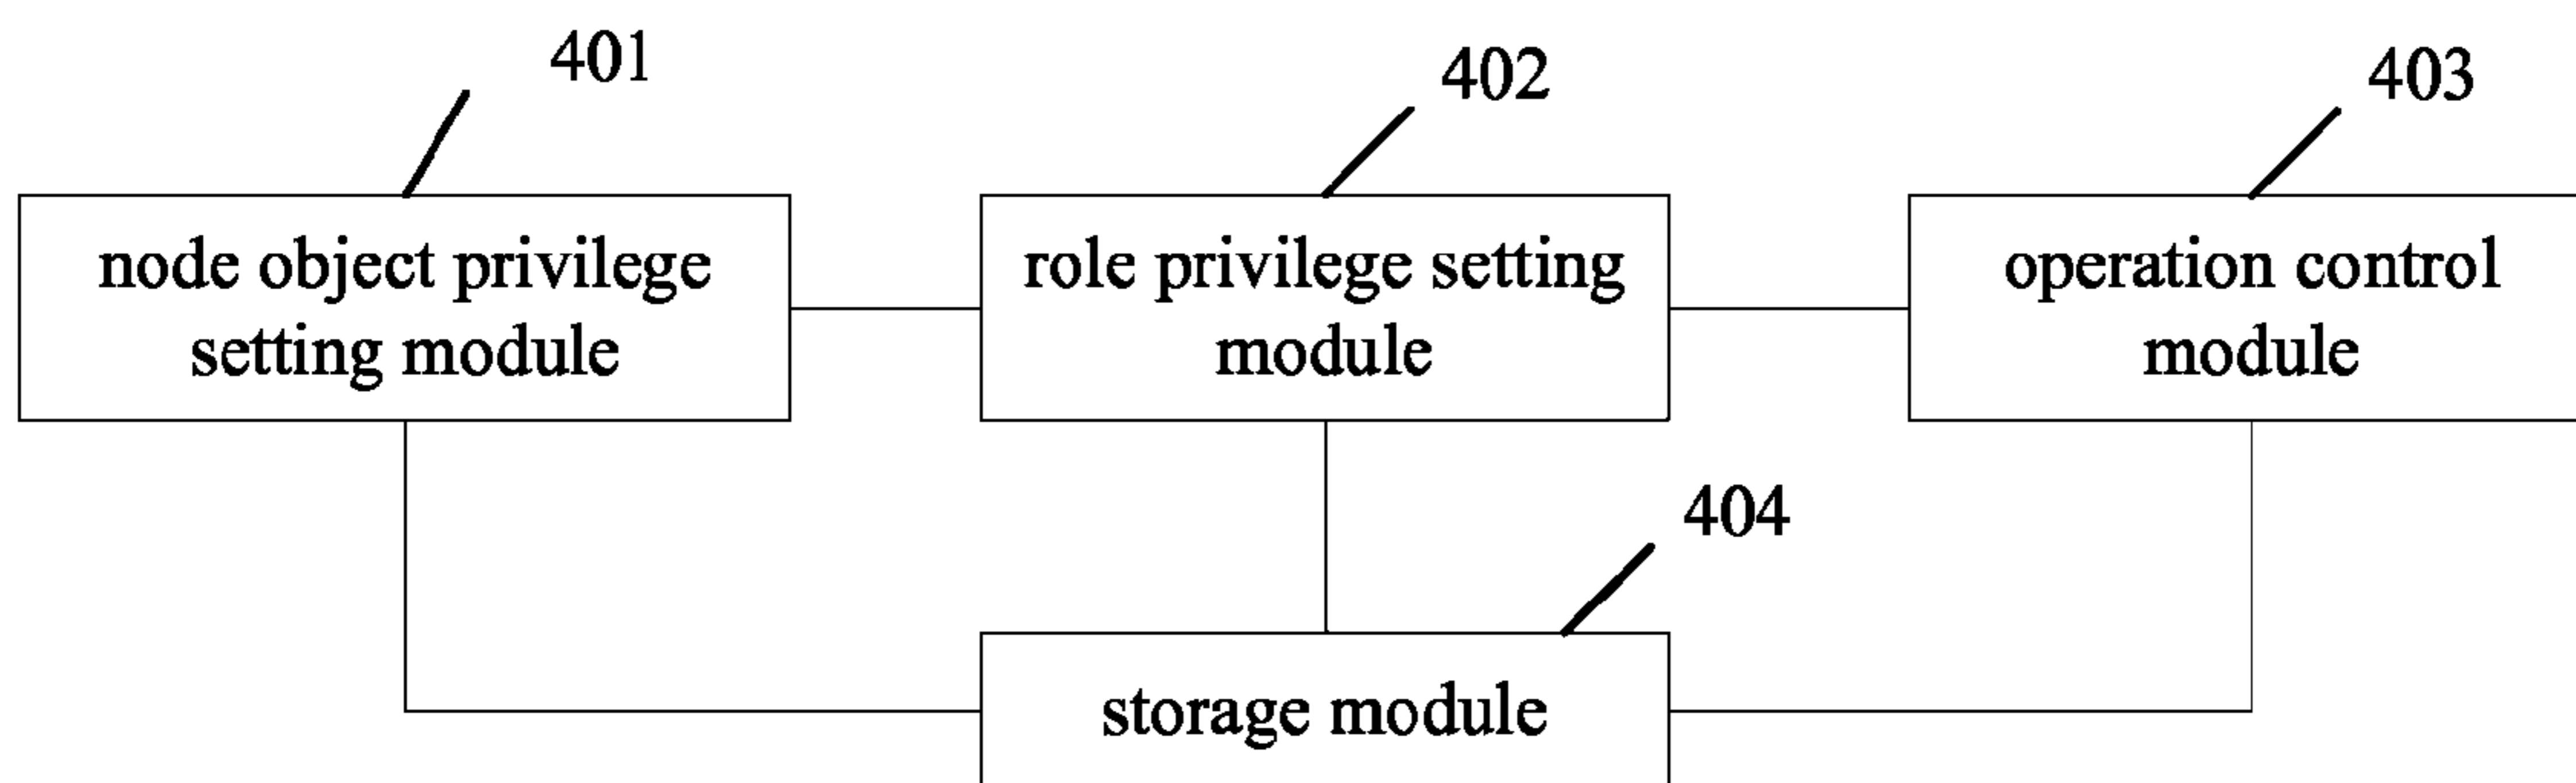 401
402
403
node object privilege
setting module
role privilege setting
module
operation control
module
404
storage module